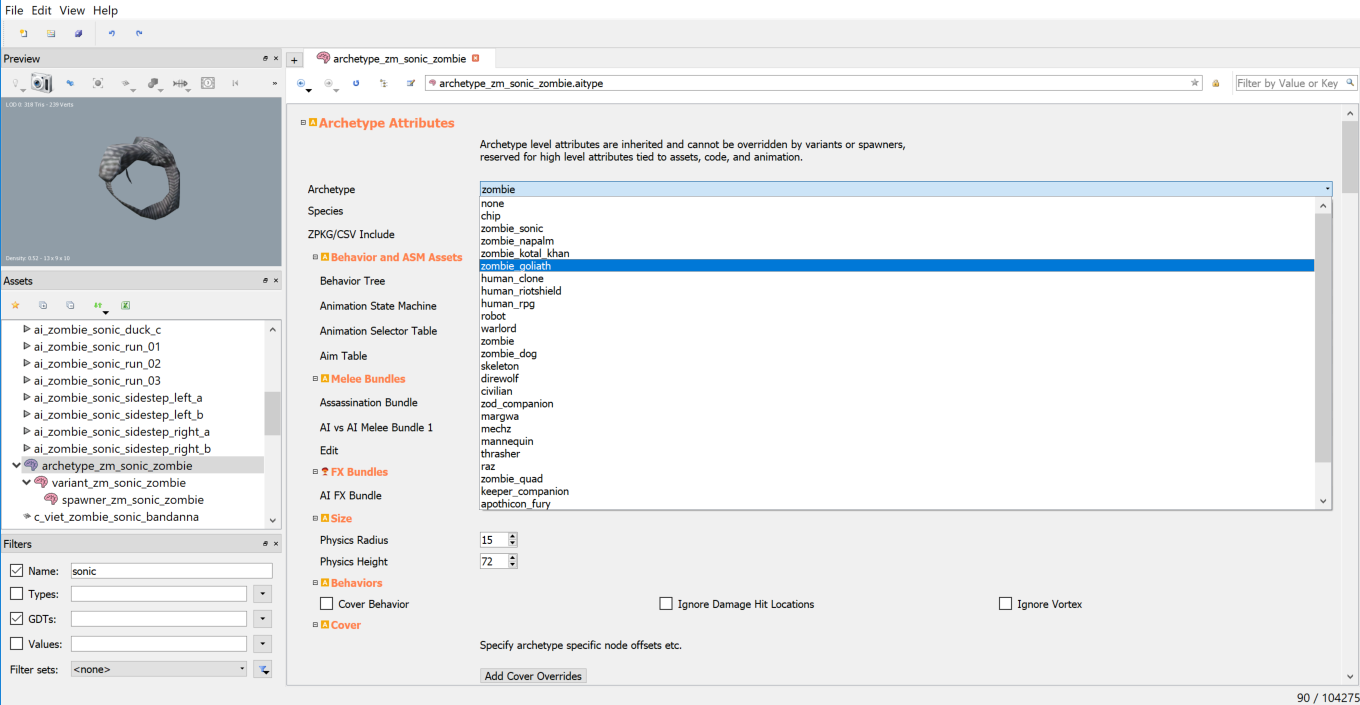 File Edit View Help
Preview
LOD 0: 318 Tris - 239 Verts
Density: 0.52 - 13 x 9 x 10
Assets
ai_zombie_sonic_duck_c
ai_zombie_sonic_run_01
ai_zombie_sonic_run_02
ai_zombie_sonic_run_03
ai_zombie_sonic_sidestep_left_a
ai_zombie_sonic_sidestep_left_b
ai_zombie_sonic_sidestep_right_a
ai_zombie_sonic_sidestep_right_b
archetype_zm_sonic_zombie
variant_zm_sonic_zombie
spawner_zm_sonic_zombie
c_viet_zombie_sonic_bandanna
Filters
Name: sonic
Types:
GDTs:
Values:
Filter sets: <none>
archetype_zm_sonic_zombie
archetype_zm_sonic_zombie.aitype
Filter by Value or Key
Archetype Attributes
Archetype level attributes are inherited and cannot be overridden by variants or spawners,
reserved for high level attributes tied to assets, code, and animation.
Archetype
zombie
Species
ZPKG/CSV Include
Behavior and ASM Assets
Behavior Tree
Animation State Machine
Animation Selector Table
Aim Table
Melee Bundles
Assassination Bundle
AI vs AI Melee Bundle 1
Edit
FX Bundles
AI FX Bundle
none
chip
zombie_sonic
zombie_napalm
zombie_kotal_khan
zombie_goliath
human_clone
human_riotshield
human_rpg
robot
warlord
zombie
zombie_dog
skeleton
direwolf
civilian
zod_companion
margwa
mechz
mannequin
thrasher
raz
zombie_quad
keeper_companion
apothicon_fury
Size
Physics Radius 15
Physics Height 72
Behaviors
Cover Behavior Ignore Damage Hit Locations Ignore Vortex
Cover
Specify archetype specific node offsets etc.
Add Cover Overrides
90 / 104275